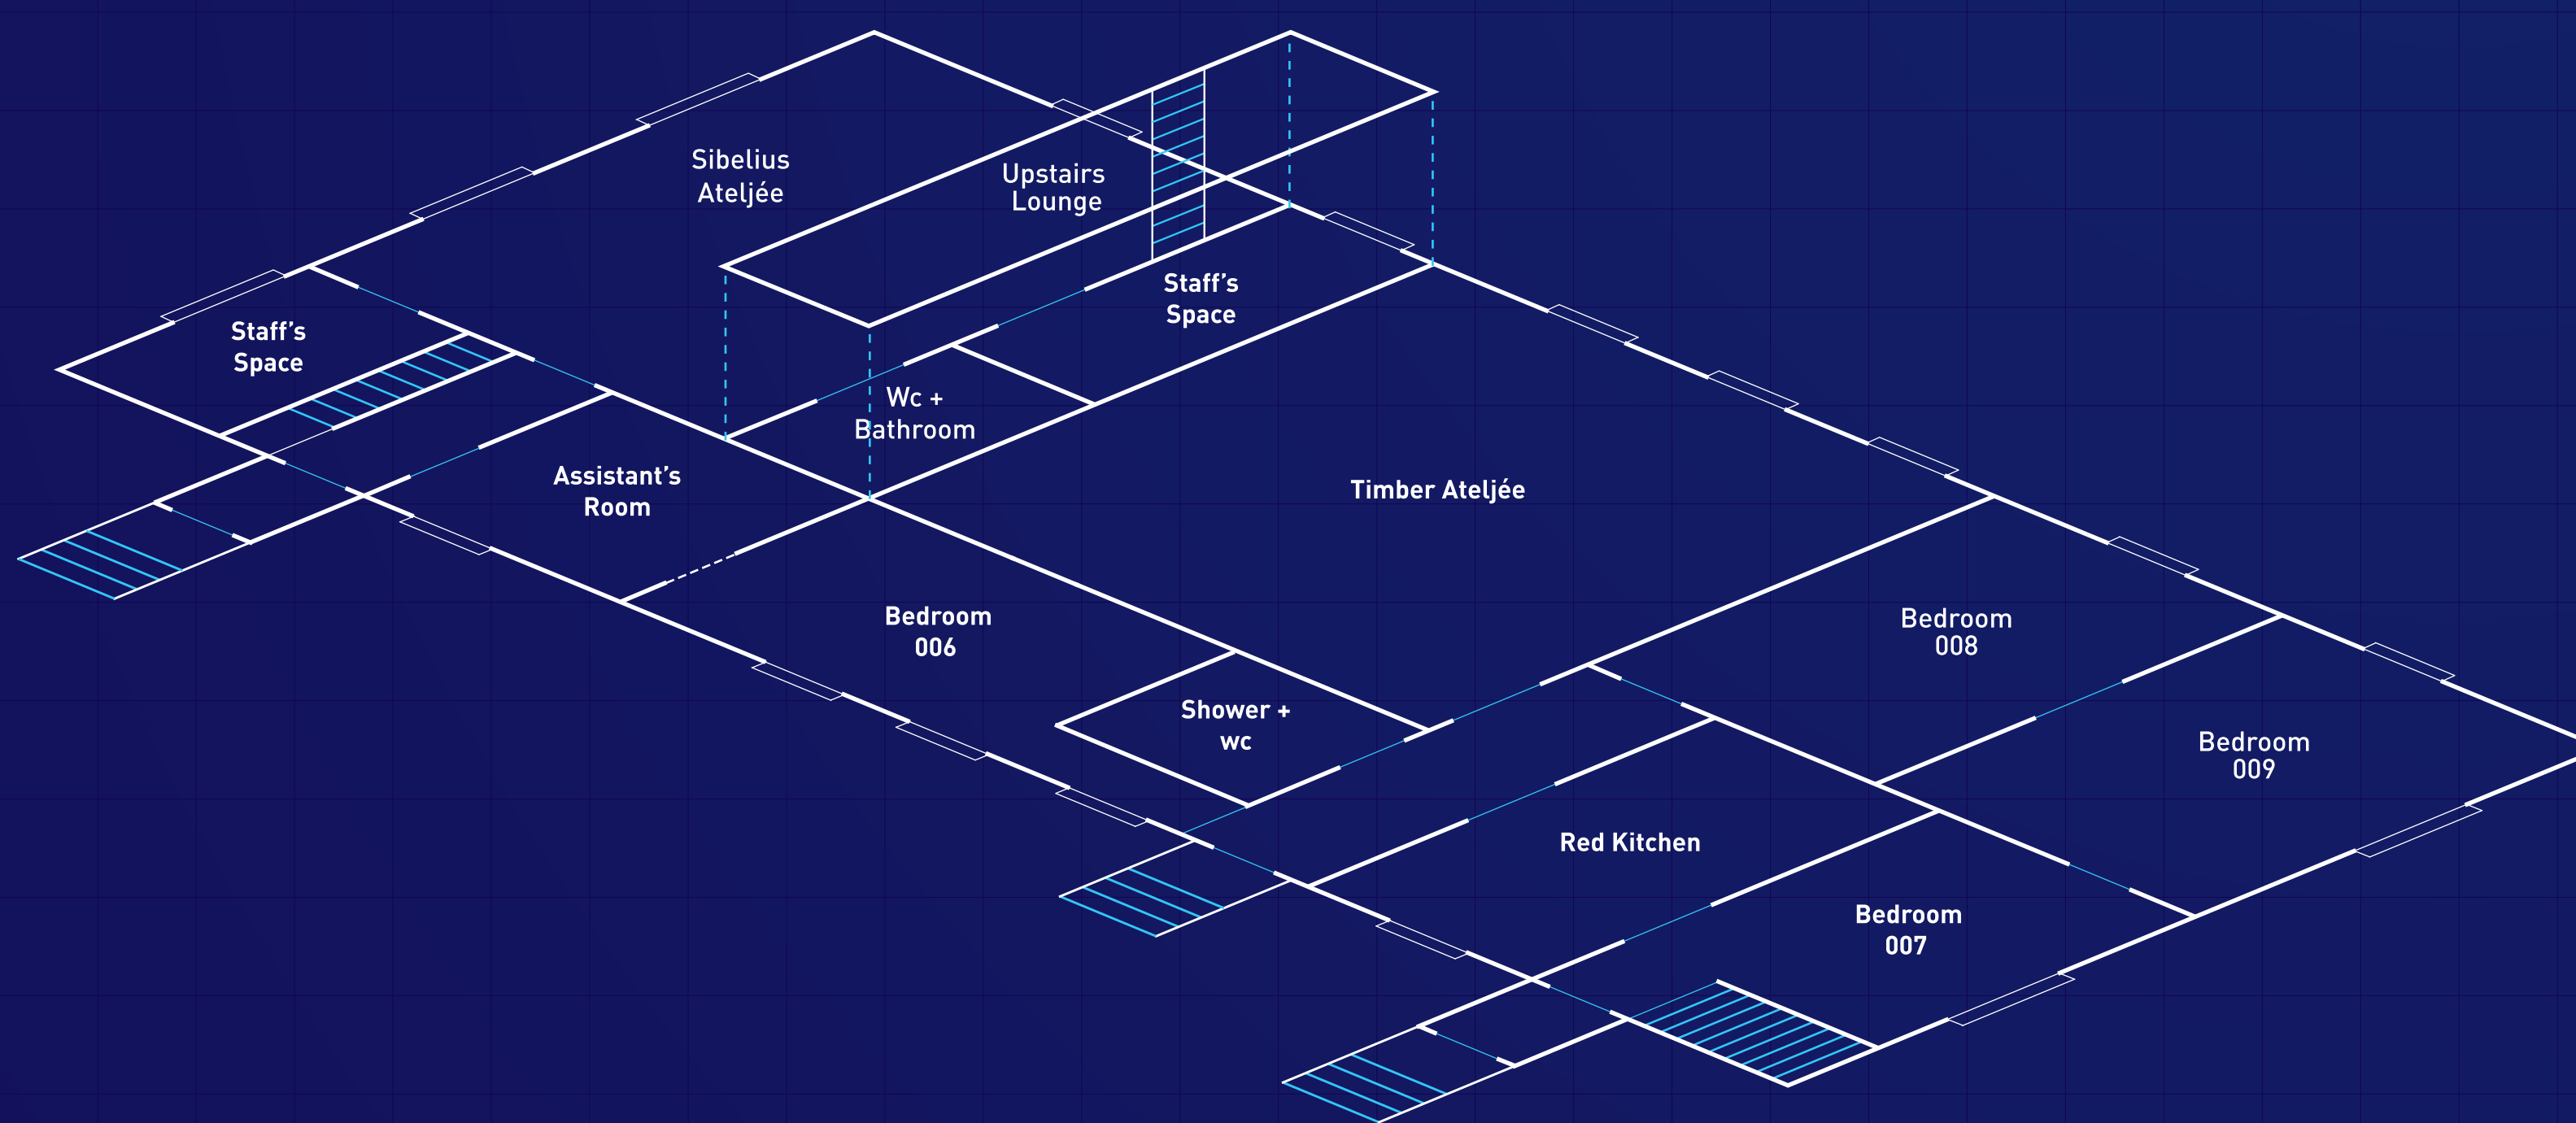 Sibelius
Ateljée
Upstairs
Lounge
Staff's
Space
Staff's
Space
Wc +
Bathroom
Assistant's
Room
Timber Ateljée
Bedroom
006
Bedroom
008
Shower +
wc
Bedroom
009
Red Kitchen
Bedroom
007